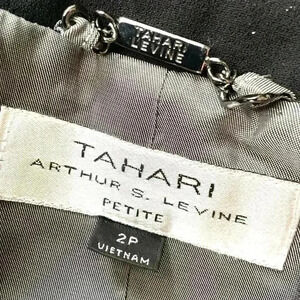 TAHARI
LEVINE
TAHARI
ARTHUR S. LEVINE
PETITE
2P
VIETNAM